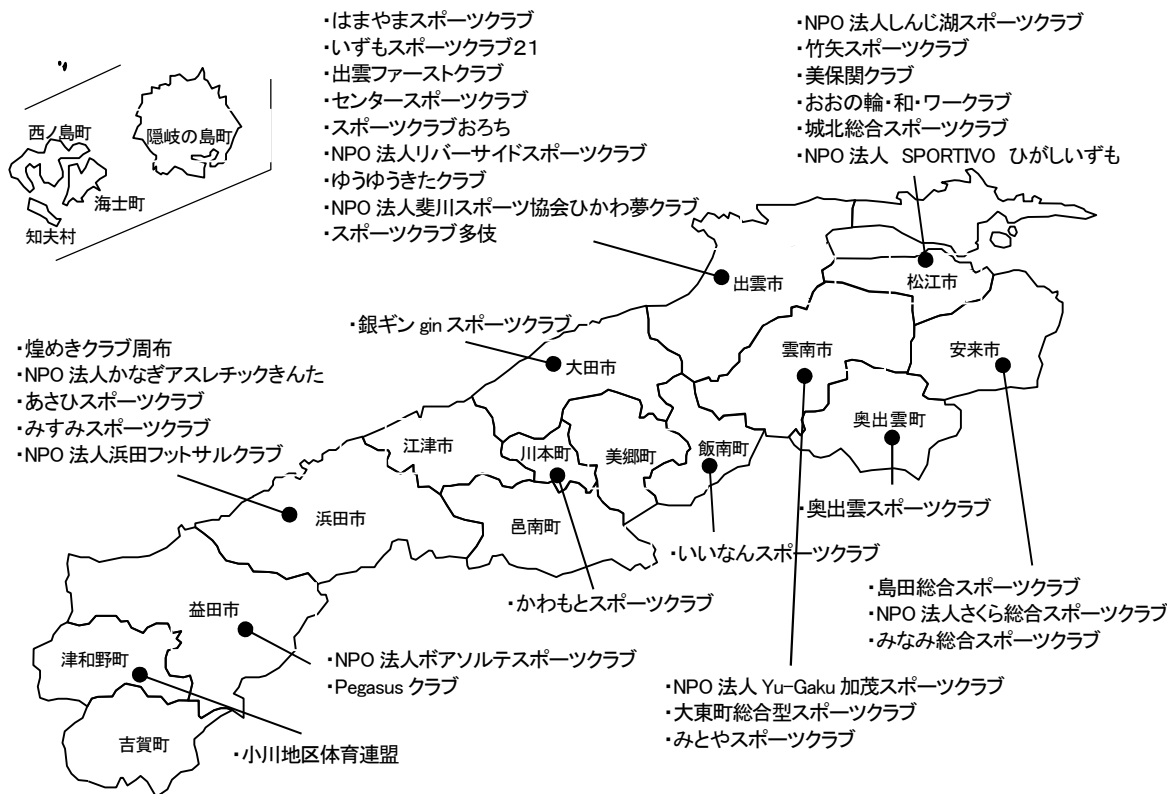 ・はまやまスポーツクラブ
・いずもスポーツクラブ21
・出雲ファーストクラブ
・センタースポーツクラブ
・スポーツクラブおろち
・NPO 法人リバーサイドスポーツクラブ
・ゆうゆうきたクラブ
・NPO 法人斐川スポーツ協会ひかわ夢クラブ
・スポーツクラブ多伎
・NPO 法人しんじ湖スポーツクラブ
・竹矢スポーツクラブ
・美保関クラブ
・おおの輪・和・ワークラブ
・城北総合スポーツクラブ
・NPO 法人 SPORTIVO ひがしいずも
西ノ島町
隠岐の島町
海士町
知夫村
出雲市
松江市
・銀ギン gin スポーツクラブ
大田市
雲南市
安来市
・煌めきクラブ周布
・NPO 法人かなぎアスレチックきんた
・あさひスポーツクラブ
・みすみスポーツクラブ
・NPO 法人浜田フットサルクラブ
江津市
川本町
美郷町
飯南町
奥出雲町
浜田市
邑南町
・奥出雲スポーツクラブ
・いいなんスポーツクラブ
・かわもとスポーツクラブ
・島田総合スポーツクラブ
・NPO 法人さくら総合スポーツクラブ
・みなみ総合スポーツクラブ
益田市
津和野町
・NPO 法人ボアソルテスポーツクラブ
・Pegasus クラブ
・NPO 法人 Yu-Gaku 加茂スポーツクラブ
・大東町総合型スポーツクラブ
・みとやスポーツクラブ
吉賀町
・小川地区体育連盟